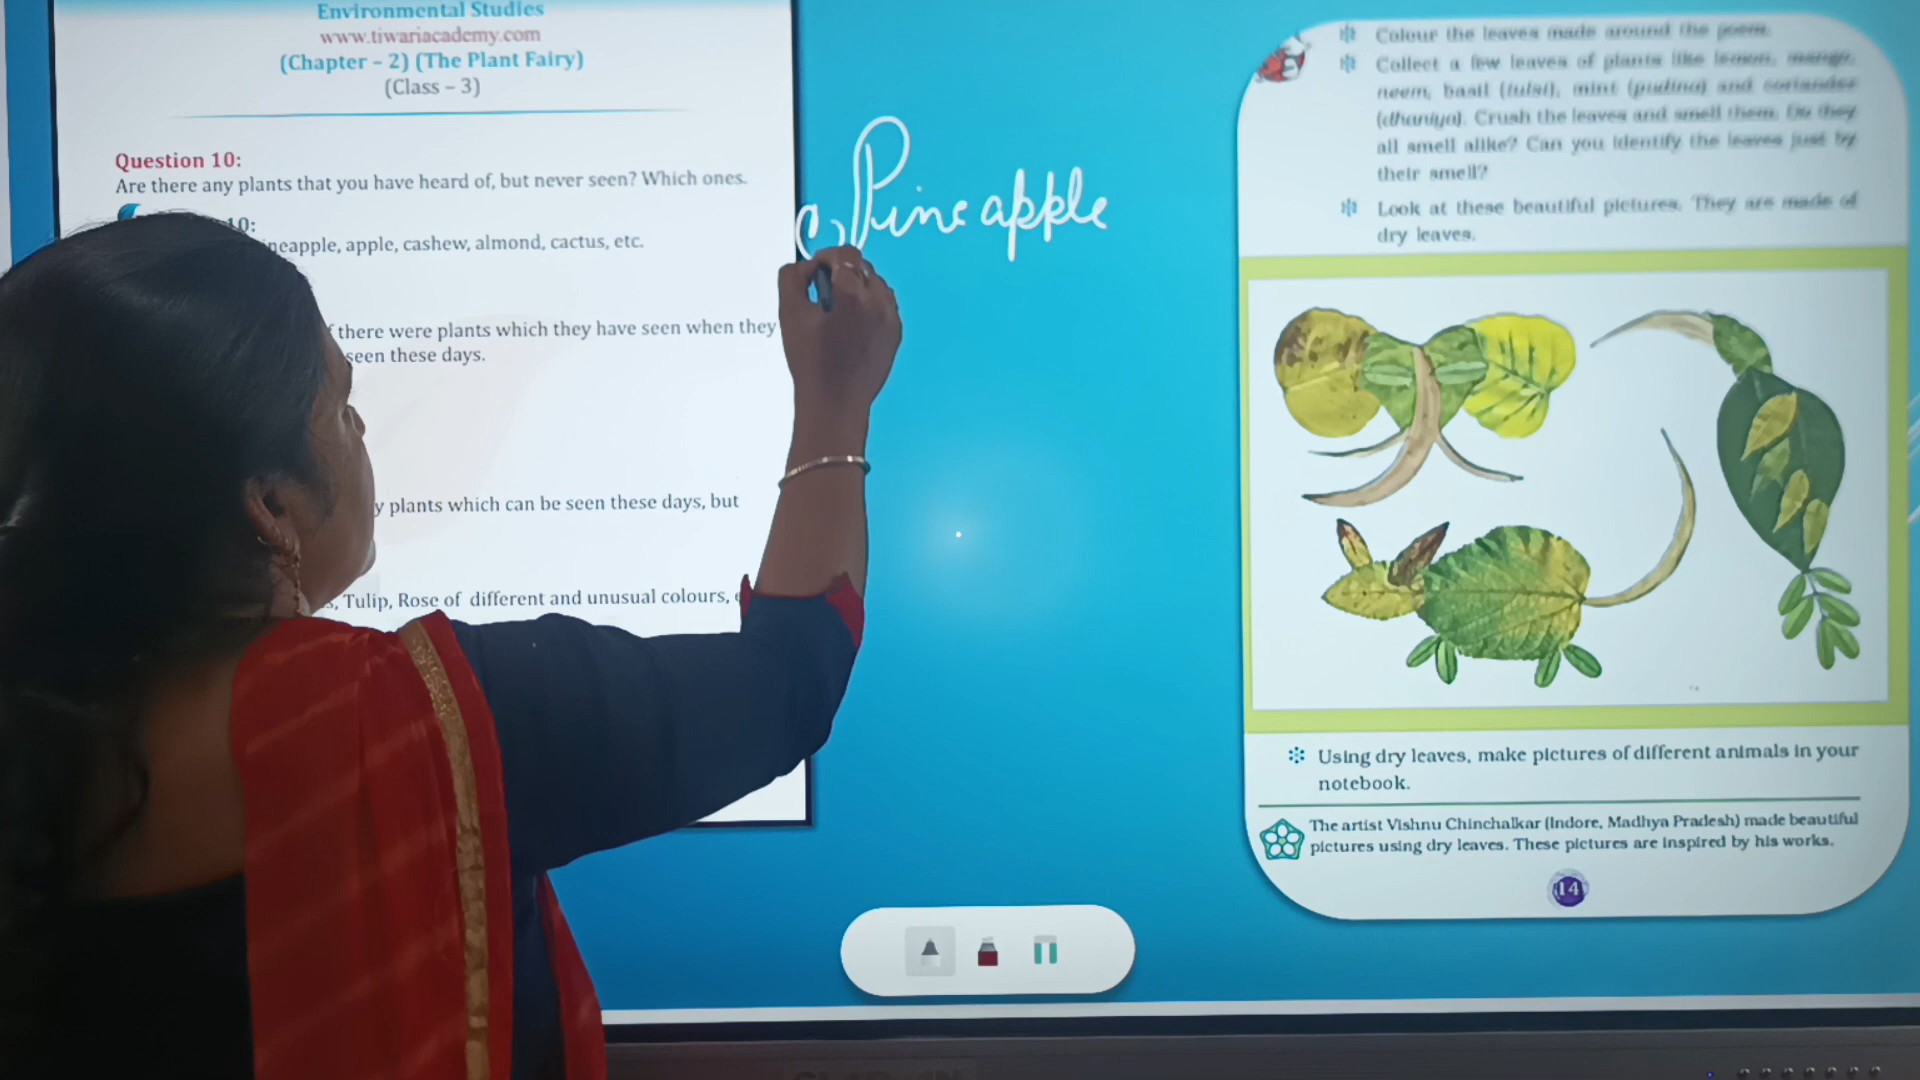 Environmental Studies
www.tiwariacademy.com
(Chapter – 2) (The Plant Fairy)
(Class – 3)
Question 10:
Are there any plants that you have heard of, but never seen? Which ones.
10:
neapple, apple, cashew, almond, cactus, etc.
there were plants which they have seen when they
seen these days.
y plants which can be seen these days, but
Tulip, Rose of different and unusual colours,
Pineapple
Colour the leaves made around the poem.
Collect a few leaves of plants like lemon, mango,
neem, basil (tulsi), mint (pudina) and coriander
(dhaniya). Crush the leaves and smell them. Do they
all smell alike? Can you identify the leaves just by
their smell?
Look at these beautiful pictures. They are made of
dry leaves.
Using dry leaves, make pictures of different animals in your
notebook.
The artist Vishnu Chinchalkar (Indore, Madhya Pradesh) made beautiful
pictures using dry leaves. These pictures are inspired by his works.
14